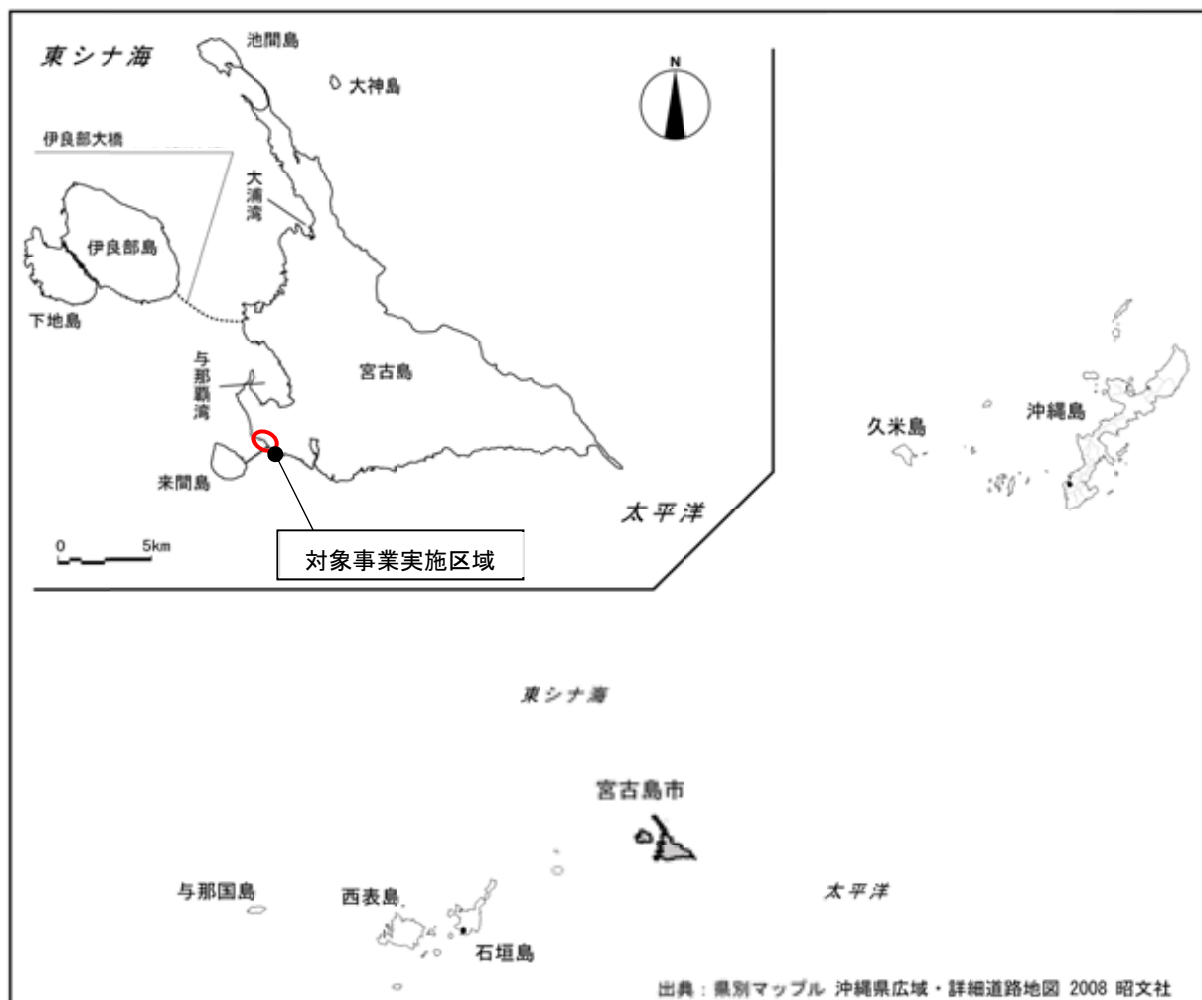 池間島
東シナ海
大神島
N
伊良部大橋
大浦湾
伊良部島
下地島
与那覇湾
宮古島
来間島
太平洋
0 5km
対象事業実施区域
久米島
沖縄島
東シナ海
宮古島市
与那国島
西表島
太平洋
石垣島
出典：県別マップル 沖縄県広域・詳細道路地図 2008 昭文社